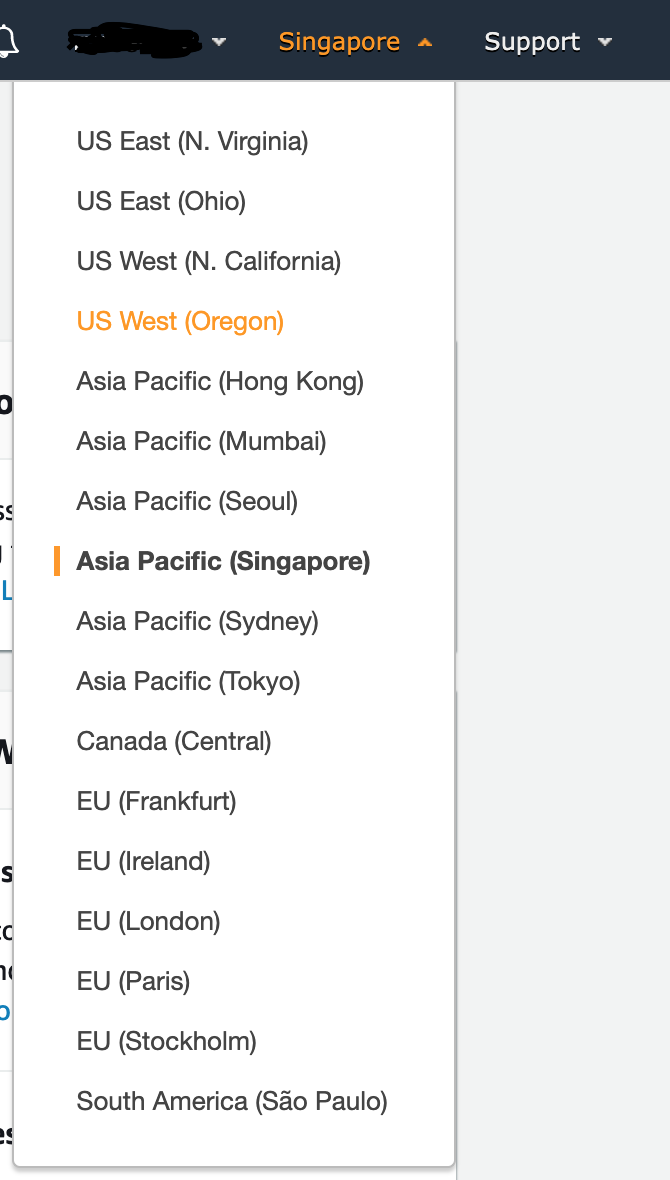 Singapore Support
US East (N. Virginia)
US East (Ohio)
US West (N. California)
US West (Oregon)
Asia Pacific (Hong Kong)
Asia Pacific (Mumbai)
Asia Pacific (Seoul)
Asia Pacific (Singapore)
Asia Pacific (Sydney)
Asia Pacific (Tokyo)
Canada (Central)
EU (Frankfurt)
EU (Ireland)
EU (London)
EU (Paris)
EU (Stockholm)
South America (São Paulo)